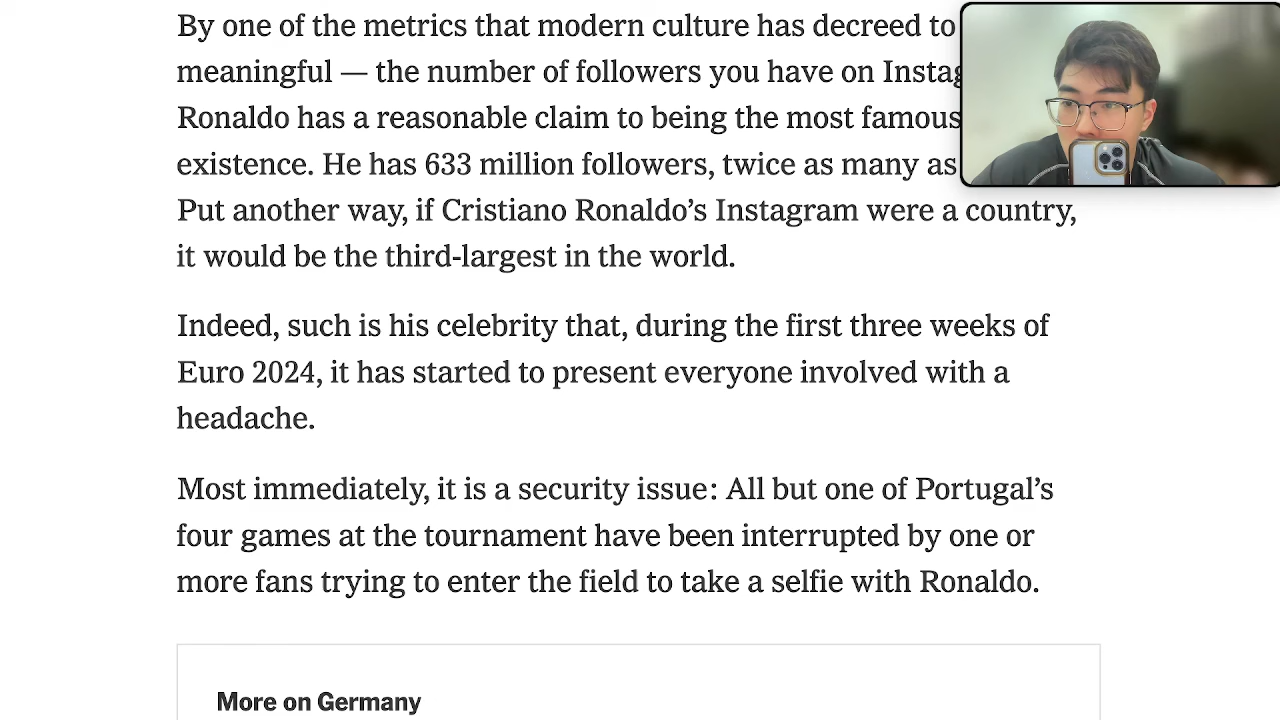 By one of the metrics that modern culture has decreed to
meaningful — the number of followers you have on
Ronaldo has a reasonable claim to being the most famous
existence. He has 633 million followers, twice as many as
Put another way, if Cristiano Ronaldo’s Instagram were a country,
it would be the third-largest in the world.
Indeed, such is his celebrity that, during the first three weeks of
Euro 2024, it has started to present everyone involved with a
headache.
Most immediately, it is a security issue: All but one of Portugal’s
four games at the tournament have been interrupted by one or
more fans trying to enter the field to take a selfie with Ronaldo.
More on Germany